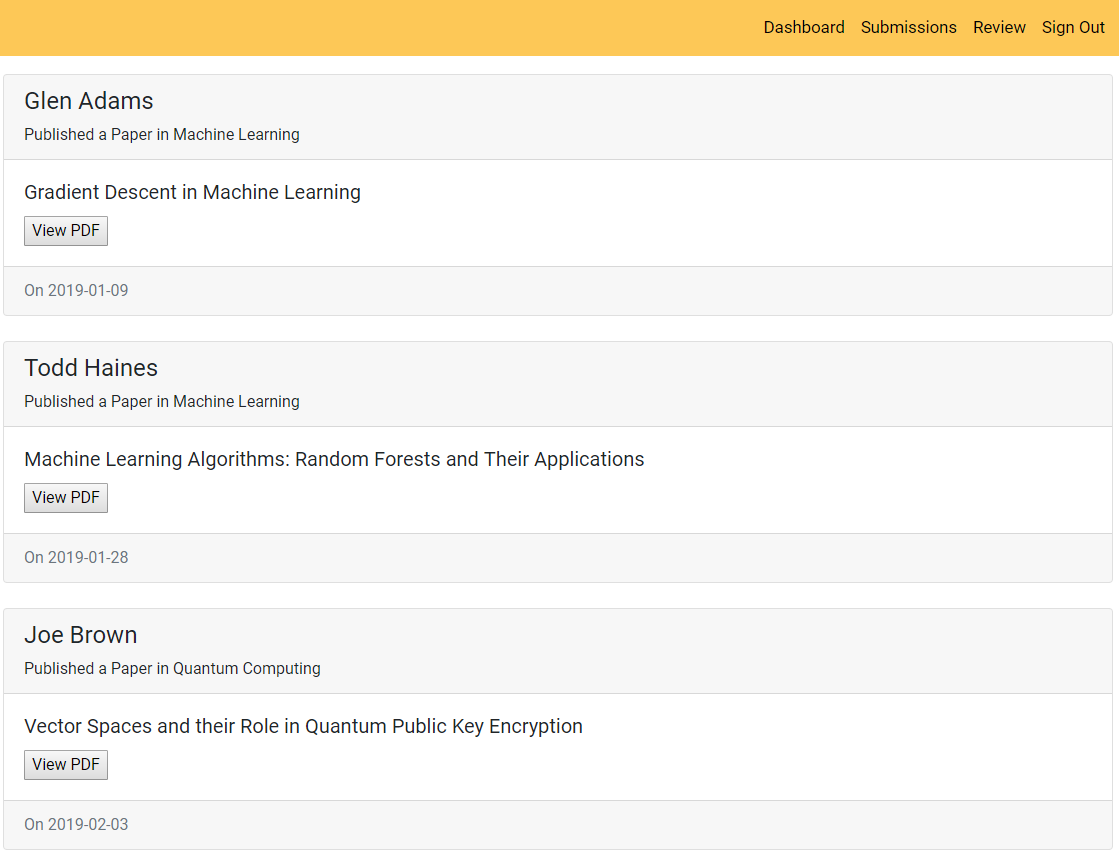 Dashboard Submissions Review Sign Out
Glen Adams
Published a Paper in Machine Learning
Gradient Descent in Machine Learning
View PDF
On 2019-01-09
Todd Haines
Published a Paper in Machine Learning
Machine Learning Algorithms: Random Forests and Their Applications
View PDF
On 2019-01-28
Joe Brown
Published a Paper in Quantum Computing
Vector Spaces and their Role in Quantum Public Key Encryption
View PDF
On 2019-02-03